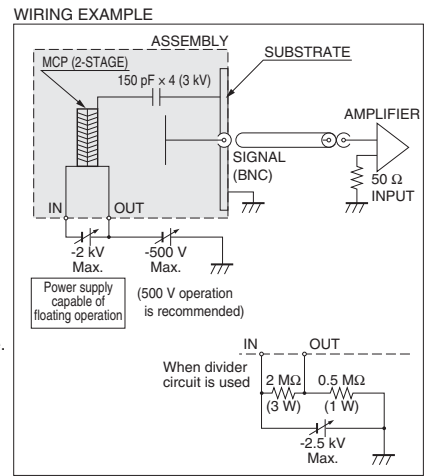 WIRING EXAMPLE
ASSEMBLY
SUBSTRATE
MCP (2-STAGE)
150 pF × 4 (3 kV)
AMPLIFIER
SIGNAL
(BNC)
50 Ω
INPUT
IN
OUT
-2 kV
Max.
-500 V
Max.
Power supply
capable of
floating operation
(500 V operation
is recommended)
IN
OUT
When divider
circuit is used
2 MΩ
(3 W)
0.5 MΩ
(1 W)
-2.5 kV
Max.